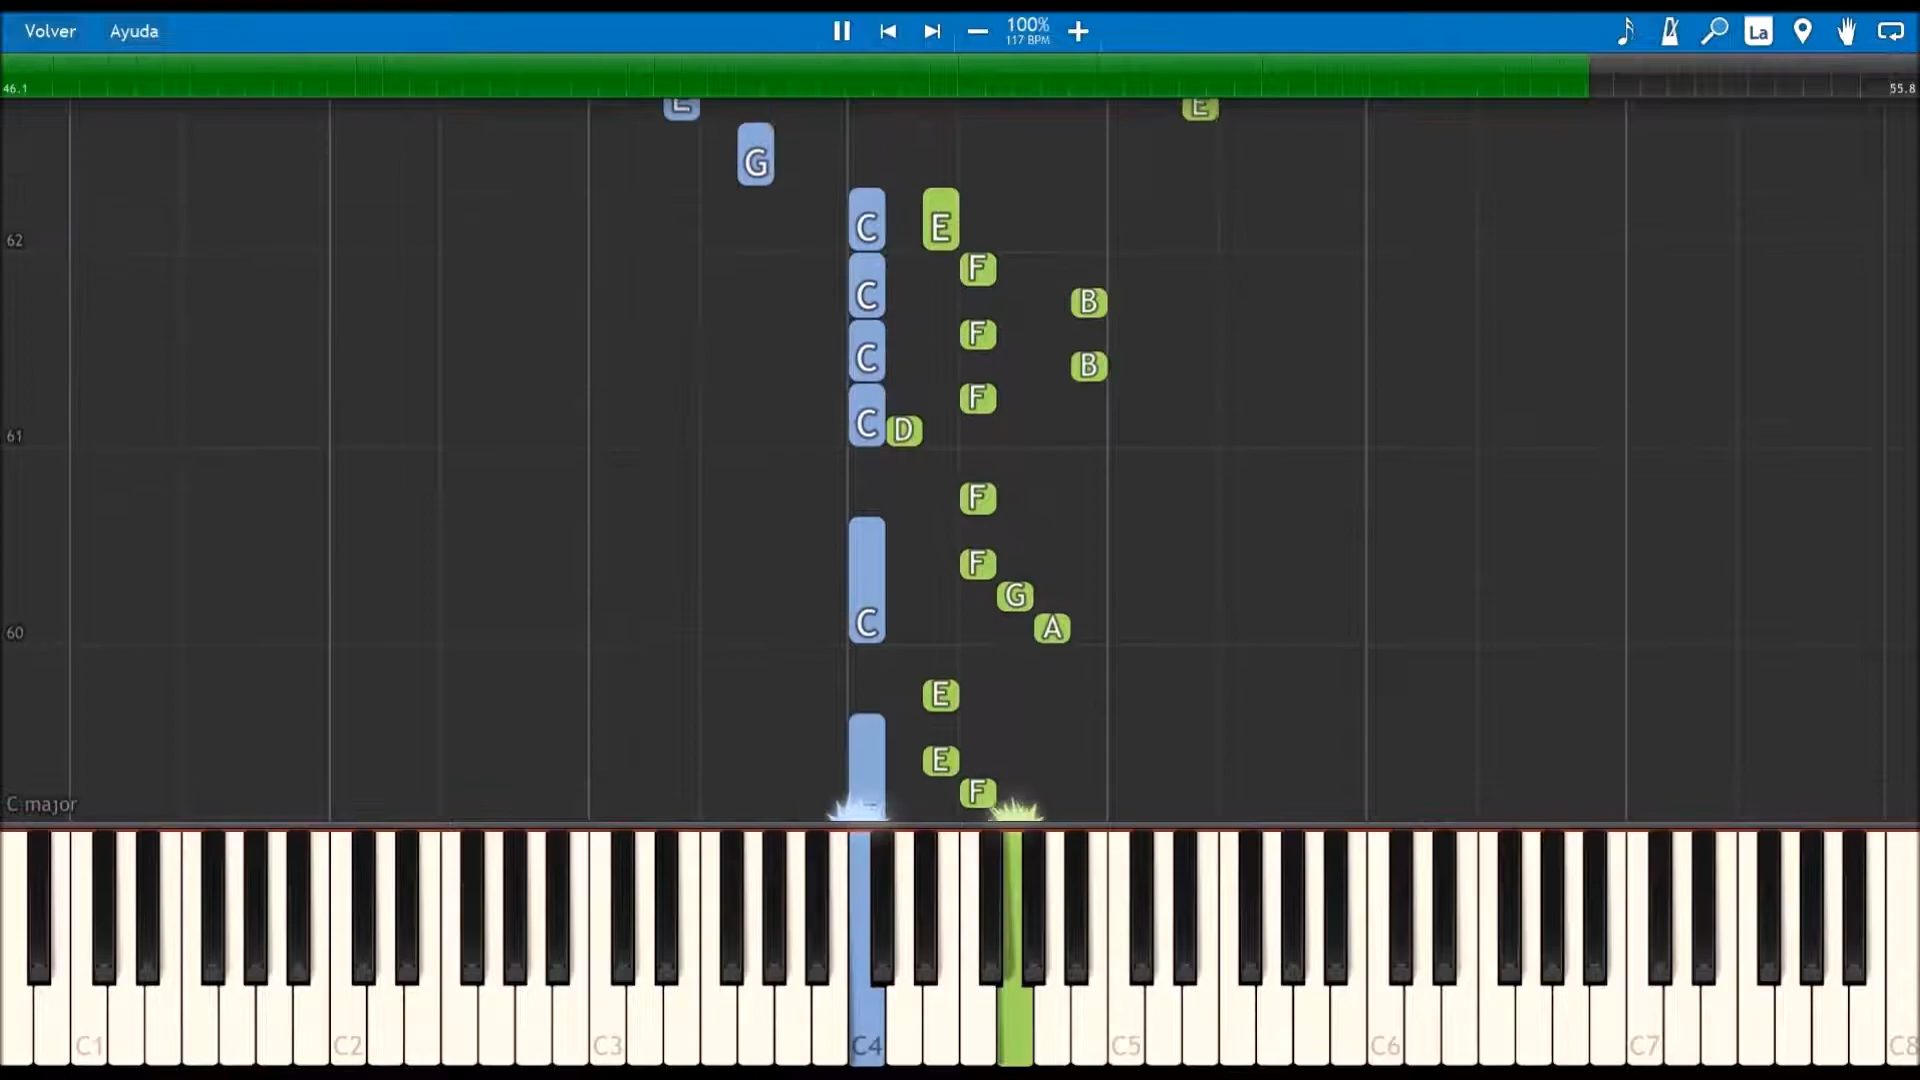 Volver Ayuda 100% La
117 BPM
46.1 55.8
E E
G
C E
62
F
C B
F
C B
F
C D
61
F
F
G
C A
60
E
E
F
C major
C1 C2 C3 C4 C5 C6 C7 C8